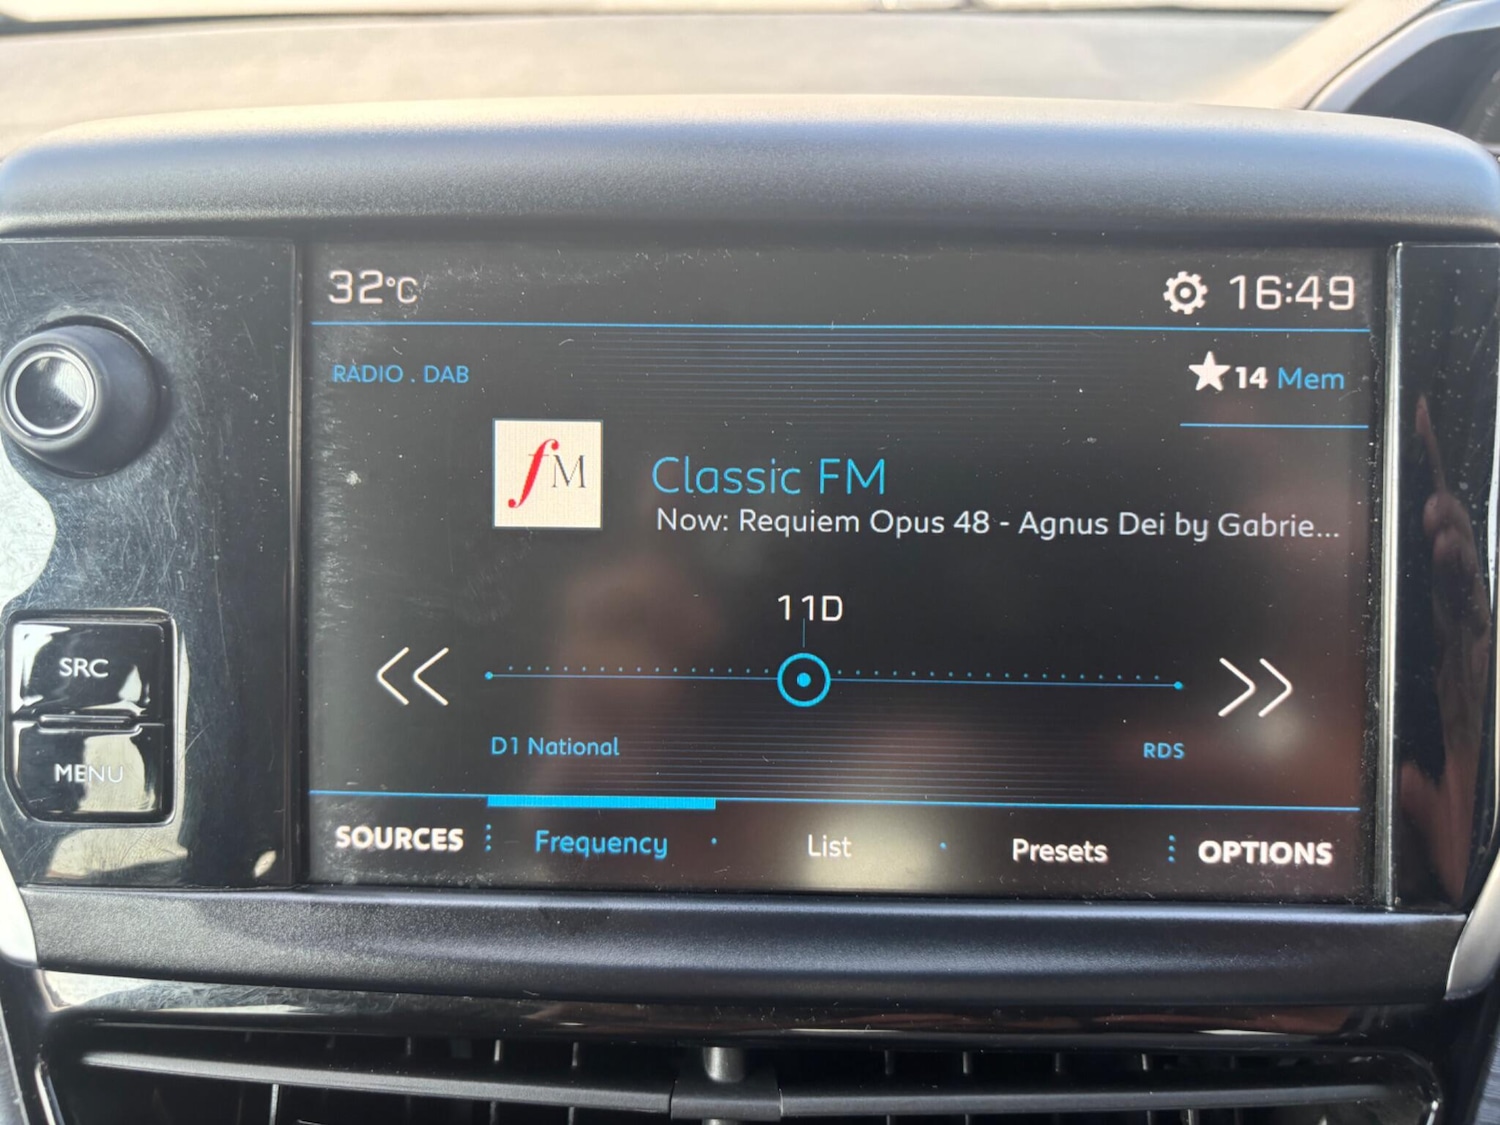 32°C
16:49
RADIO . DAB
14 Mem
fM
Classic FM
Now: Requiem Opus 48 - Agnus Dei by Gabrie...
11D
SRC
MENU
D1 National
RDS
SOURCES
Frequency
List
Presets
OPTIONS